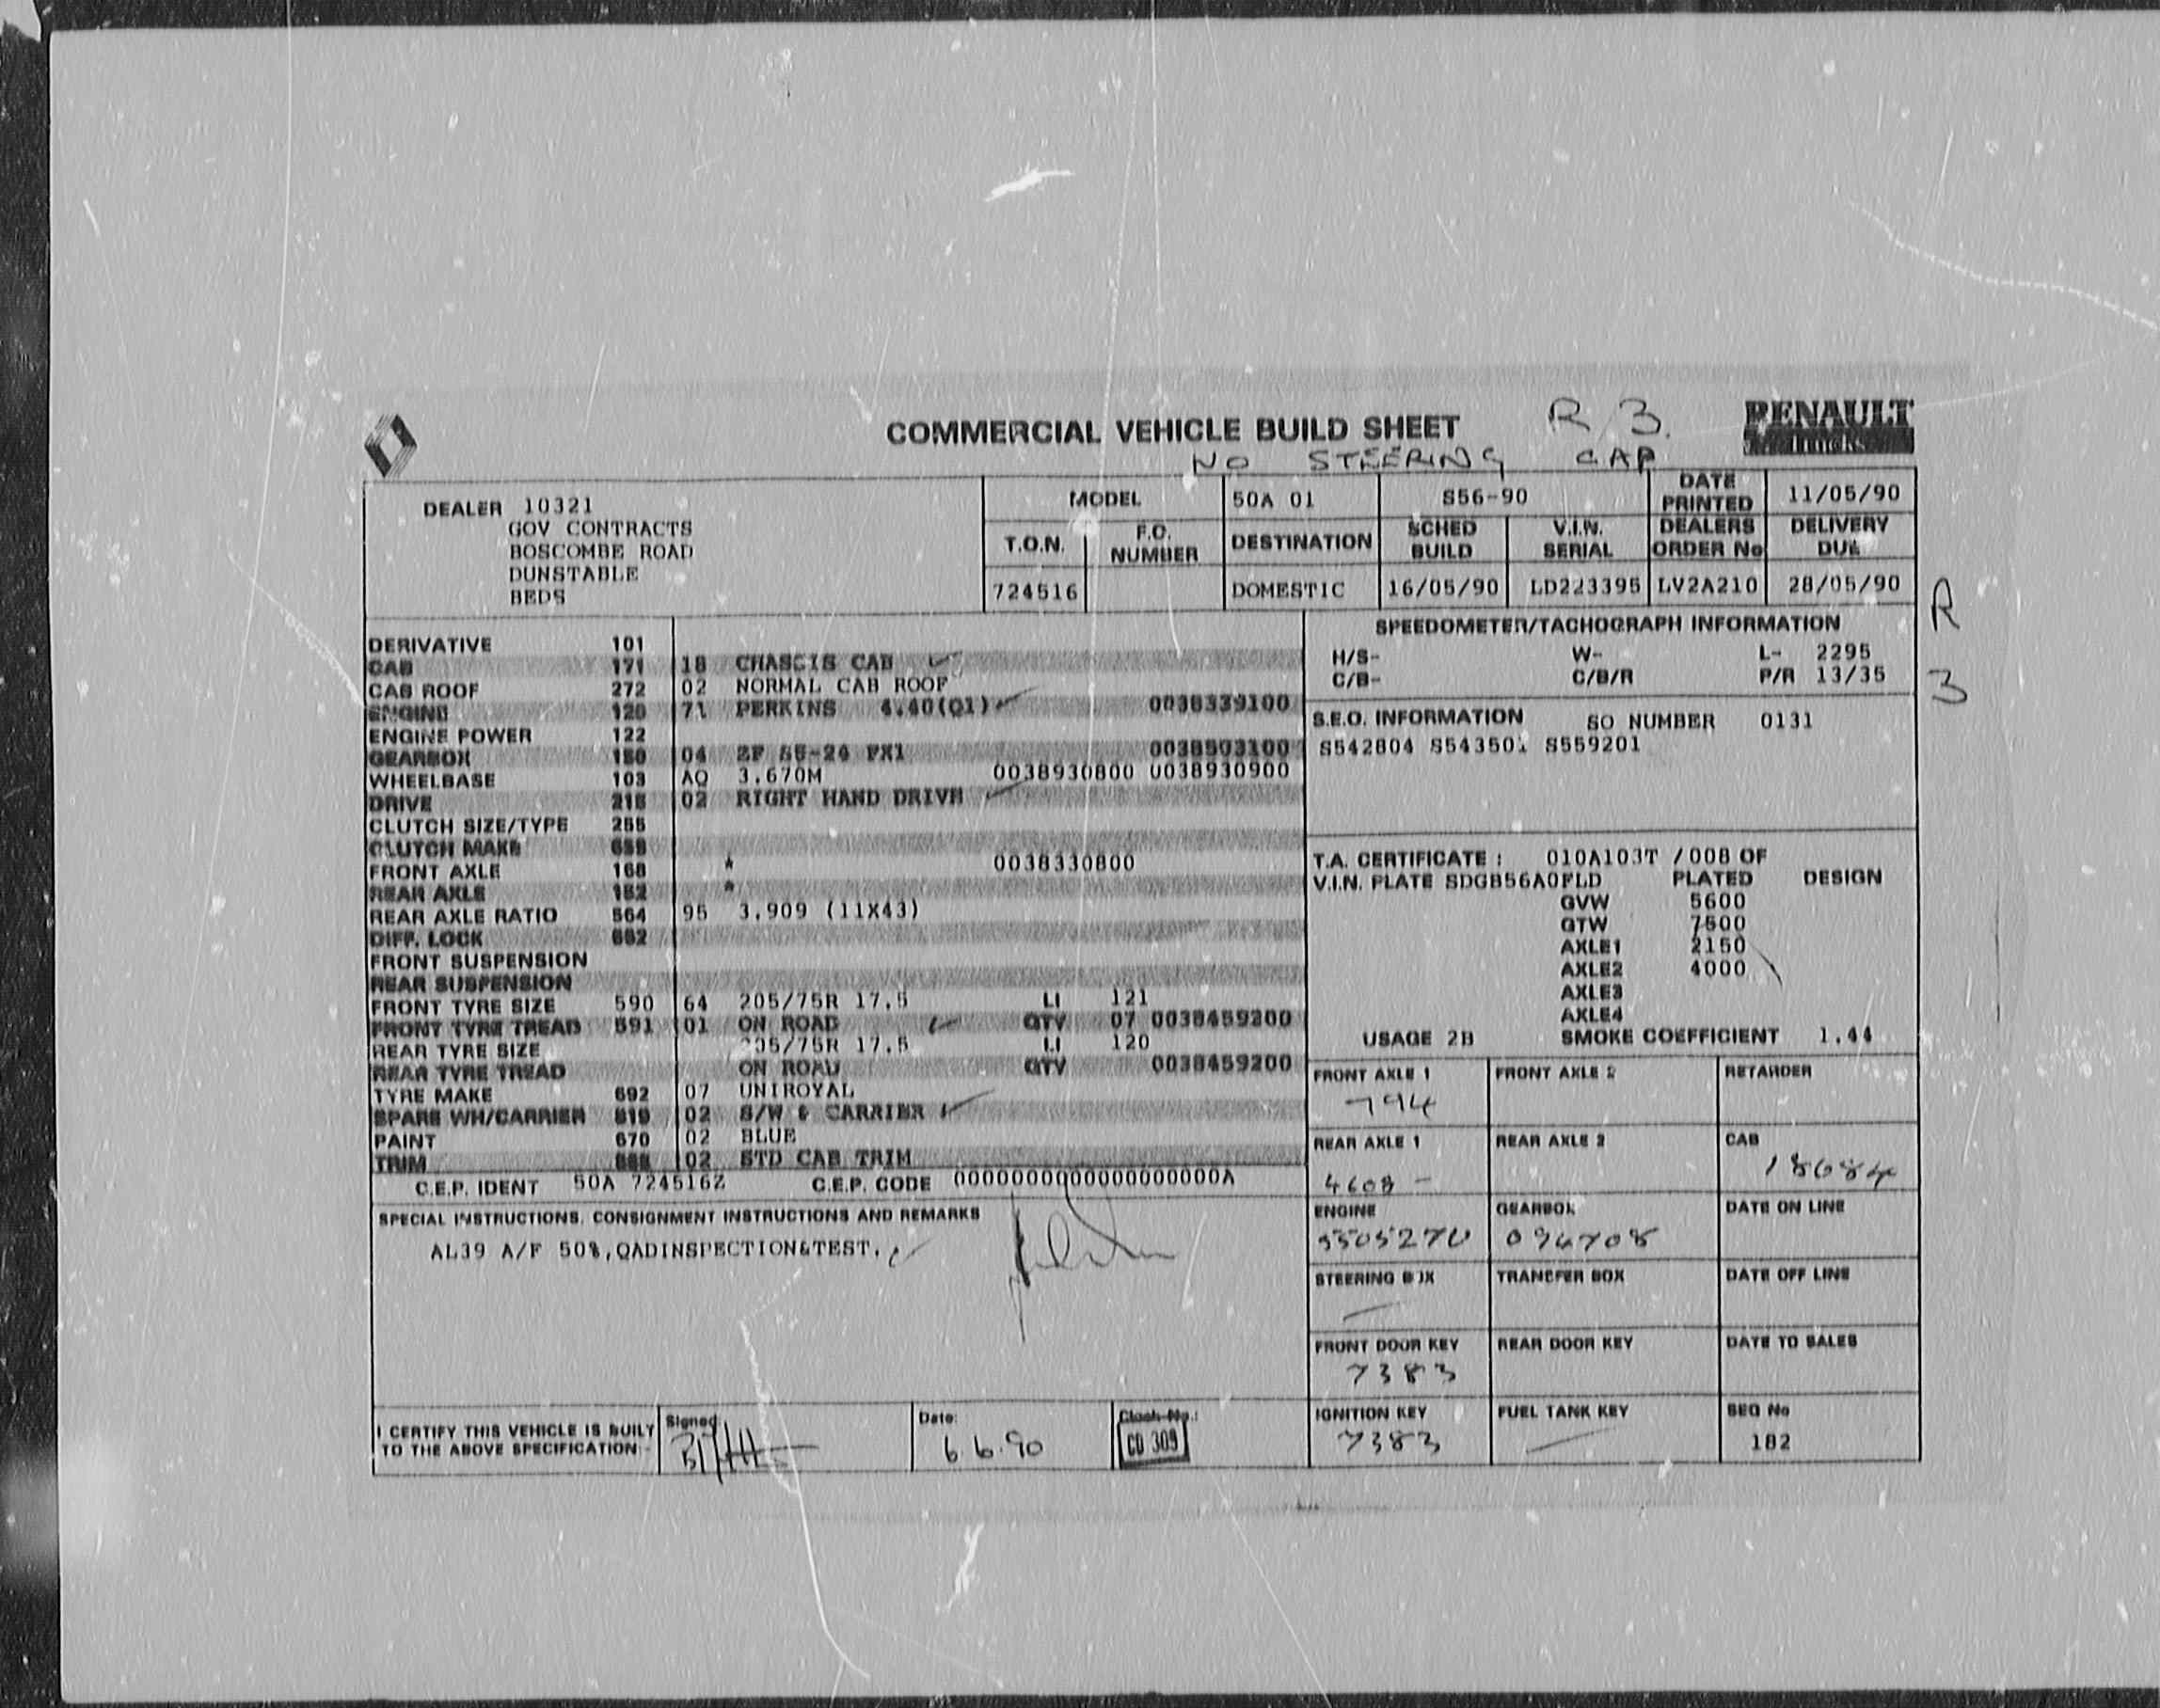 COMMERCIAL VEHICLE BUILD SHEET R 3.
RENAULT
Trucks
NO STEERING CAP
DEALER 10321
GOV CONTRACTS
BOSCOMBE ROAD
DUNSTABLE
BEDS
MODEL 50A 01 S56-90 DATE PRINTED 11/05/90
T.O.N. F.O. NUMBER DESTINATION SCHED BUILD V.I.N. SERIAL DEALERS ORDER No DELIVERY DUE
724516 DOMESTIC 16/05/90 LD223395 LV2A210 28/05/90
R
3
DERIVATIVE 101
CAB 171 18 CHASSIS CAB
CAB ROOF 272 02 NORMAL CAB ROOF
ENGINE 120 71 PERKINS 4.40(Q1) 0038339100
ENGINE POWER 122
GEARBOX 150 04 ZF S5-24 FX1 0038503100
WHEELBASE 103 AQ 3.670M 0038930800 0038930900
DRIVE 218 02 RIGHT HAND DRIVE
CLUTCH SIZE/TYPE 255
CLUTCH MAKE 659
FRONT AXLE 168 * 0038330800
REAR AXLE 152 *
REAR AXLE RATIO 564 95 3.909 (11X43)
DIFF. LOCK 652
FRONT SUSPENSION
REAR SUSPENSION
FRONT TYRE SIZE 590 64 205/75R 17.5 LI 121
FRONT TYRE TREAD 591 01 ON ROAD QTY 07 0038459200
REAR TYRE SIZE 205/75R 17.5 LI 120
REAR TYRE TREAD ON ROAD QTY 0038459200
TYRE MAKE 692 07 UNIROYAL
SPARE WH/CARRIER 619 02 S/W & CARRIER
PAINT 670 02 BLUE
TRIM 02 STD CAB TRIM
C.E.P. IDENT 50A 724516Z C.E.P. CODE 00000000000000000000A
SPECIAL INSTRUCTIONS. CONSIGNMENT INSTRUCTIONS AND REMARKS
AL39 A/F 50%,QADINSPECTION&TEST.
SPEEDOMETER/TACHOGRAPH INFORMATION
H/S- W- L- 2295
C/B- C/B/R P/R 13/35
S.E.O. INFORMATION SO NUMBER 0131
S542804 S543501 S559201
T.A. CERTIFICATE : 010A103T /008 OF
V.I.N. PLATE SDGB56A0FLD PLATED DESIGN
GVW 5600
GTW 7500
AXLE1 2150
AXLE2 4000
AXLE3
AXLE4
USAGE 2B SMOKE COEFFICIENT 1.44
FRONT AXLE 1 FRONT AXLE 2 RETARDER
794
REAR AXLE 1 REAR AXLE 2 CAB
4608 - 18684
ENGINE GEARBOX DATE ON LINE
5505270 094708
STEERING BOX TRANSFER BOX DATE OFF LINE
FRONT DOOR KEY REAR DOOR KEY DATE TO SALES
7383
IGNITION KEY FUEL TANK KEY SEQ No
7383 182
I CERTIFY THIS VEHICLE IS BUILT
TO THE ABOVE SPECIFICATION:-
Signed
Date:
6.6.90
Clock No.:
CD 309